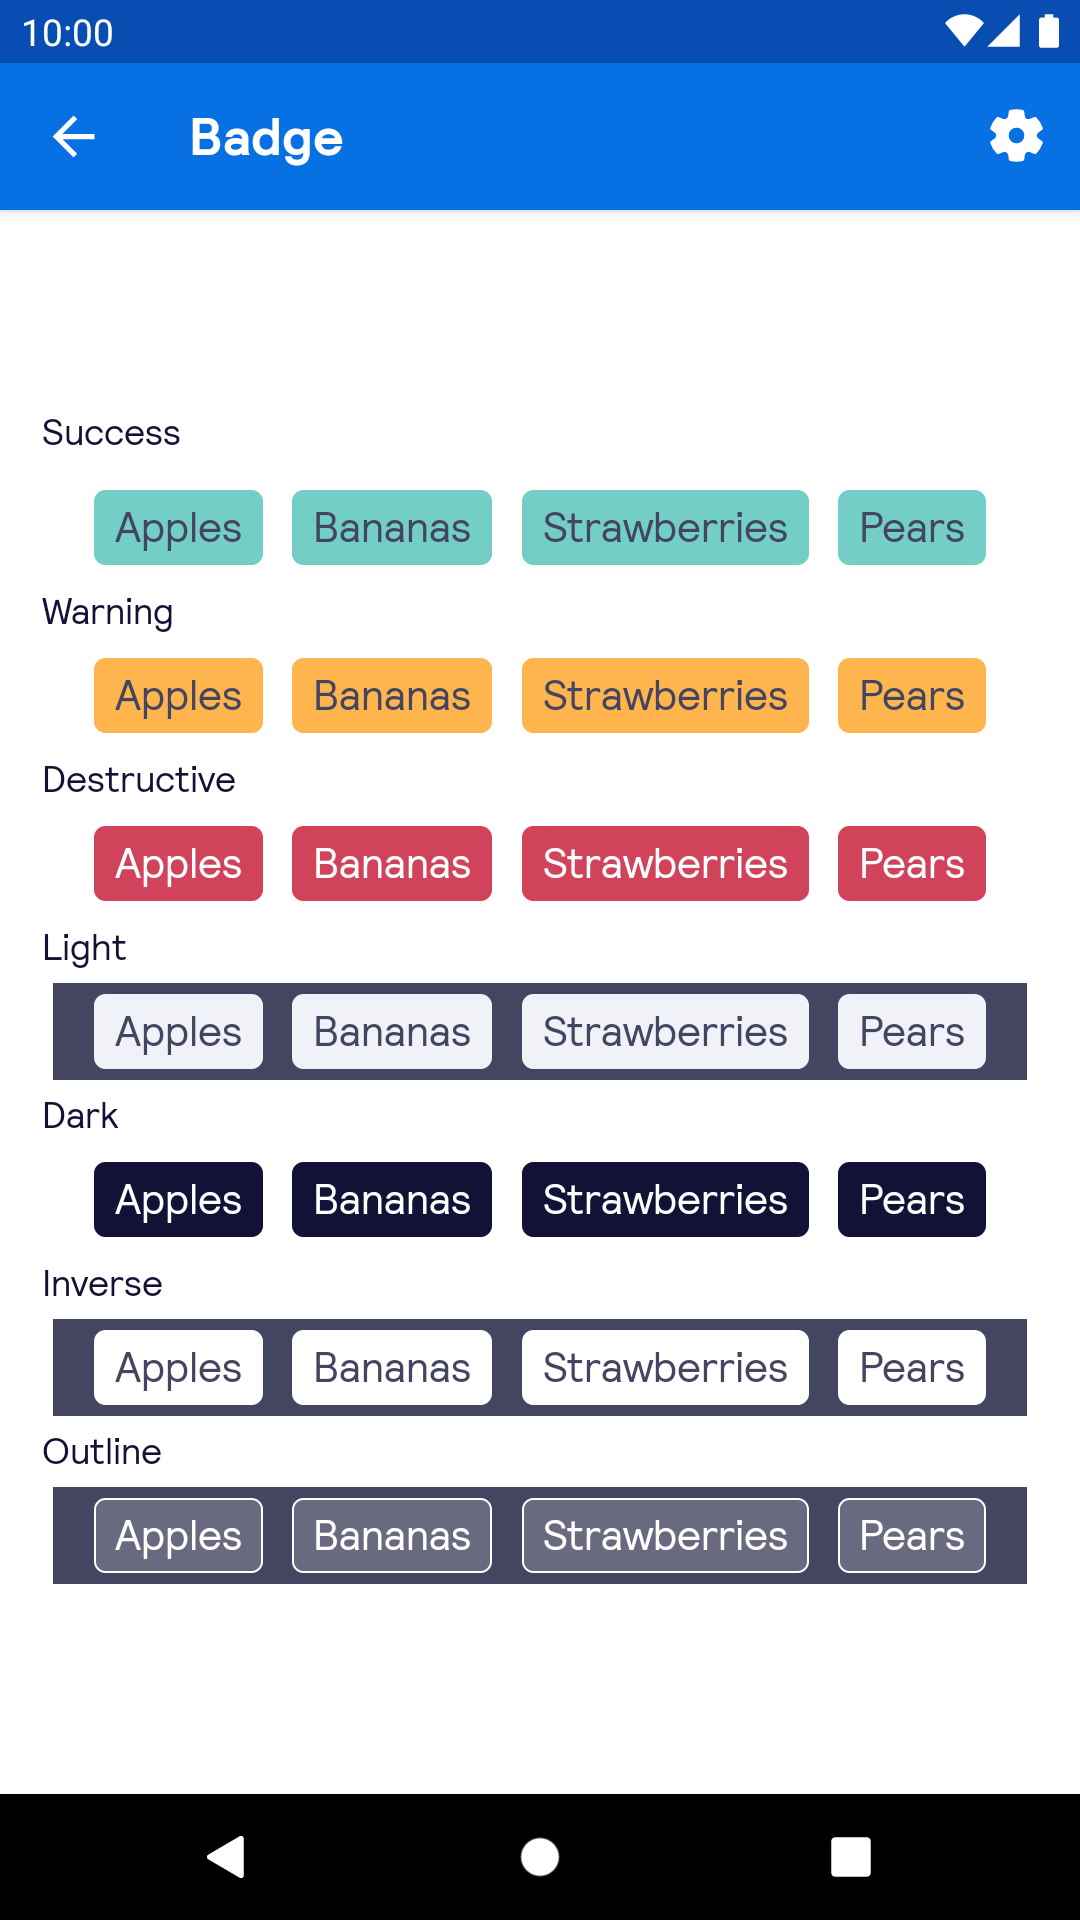 10:00
Badge
Success
Apples Bananas Strawberries Pears
Warning
Apples Bananas Strawberries Pears
Destructive
Apples Bananas Strawberries Pears
Light
Apples Bananas Strawberries Pears
Dark
Apples Bananas Strawberries Pears
Inverse
Apples Bananas Strawberries Pears
Outline
Apples Bananas Strawberries Pears